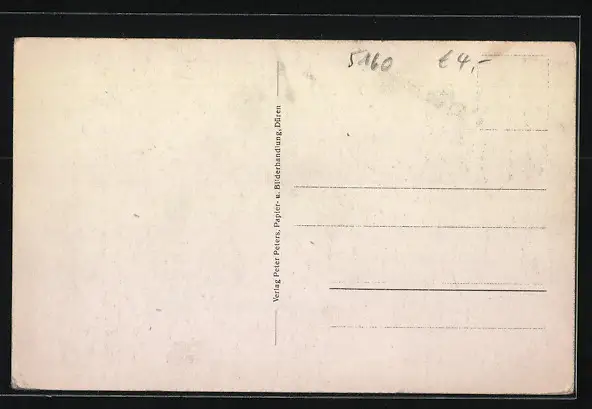 5160 €4,-
Verlag Peter Peters, Papier- u. Bilderhandlung, Düren